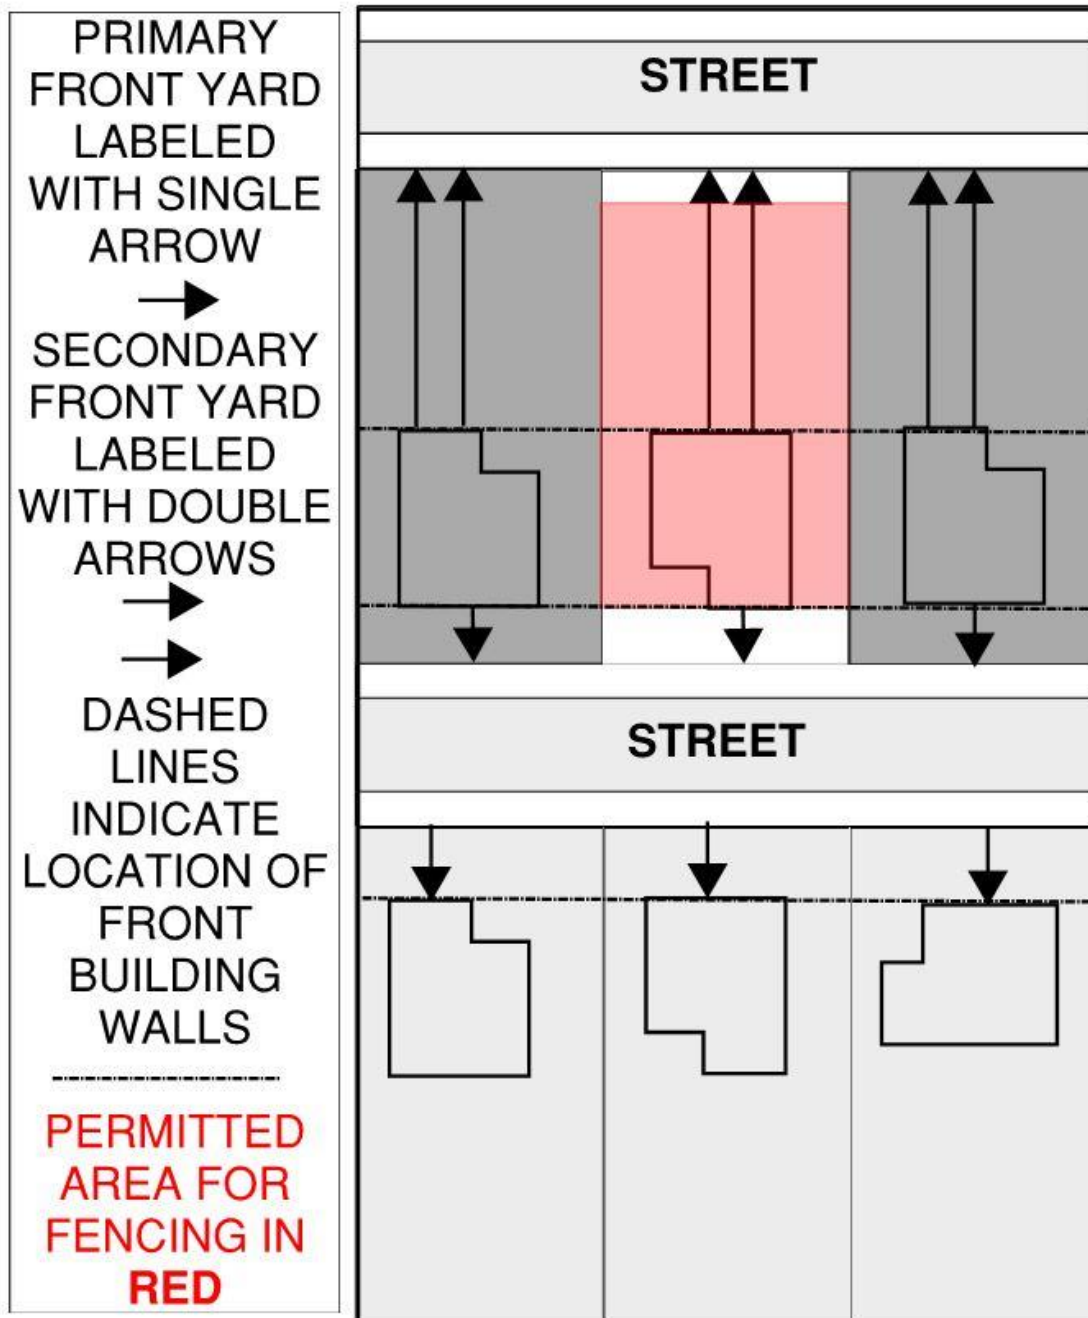 PRIMARY
FRONT YARD
LABELED
WITH SINGLE
ARROW
SECONDARY
FRONT YARD
LABELED
WITH DOUBLE
ARROWS
DASHED
LINES
INDICATE
LOCATION OF
FRONT
BUILDING
WALLS
PERMITTED
AREA FOR
FENCING IN
RED
STREET
STREET